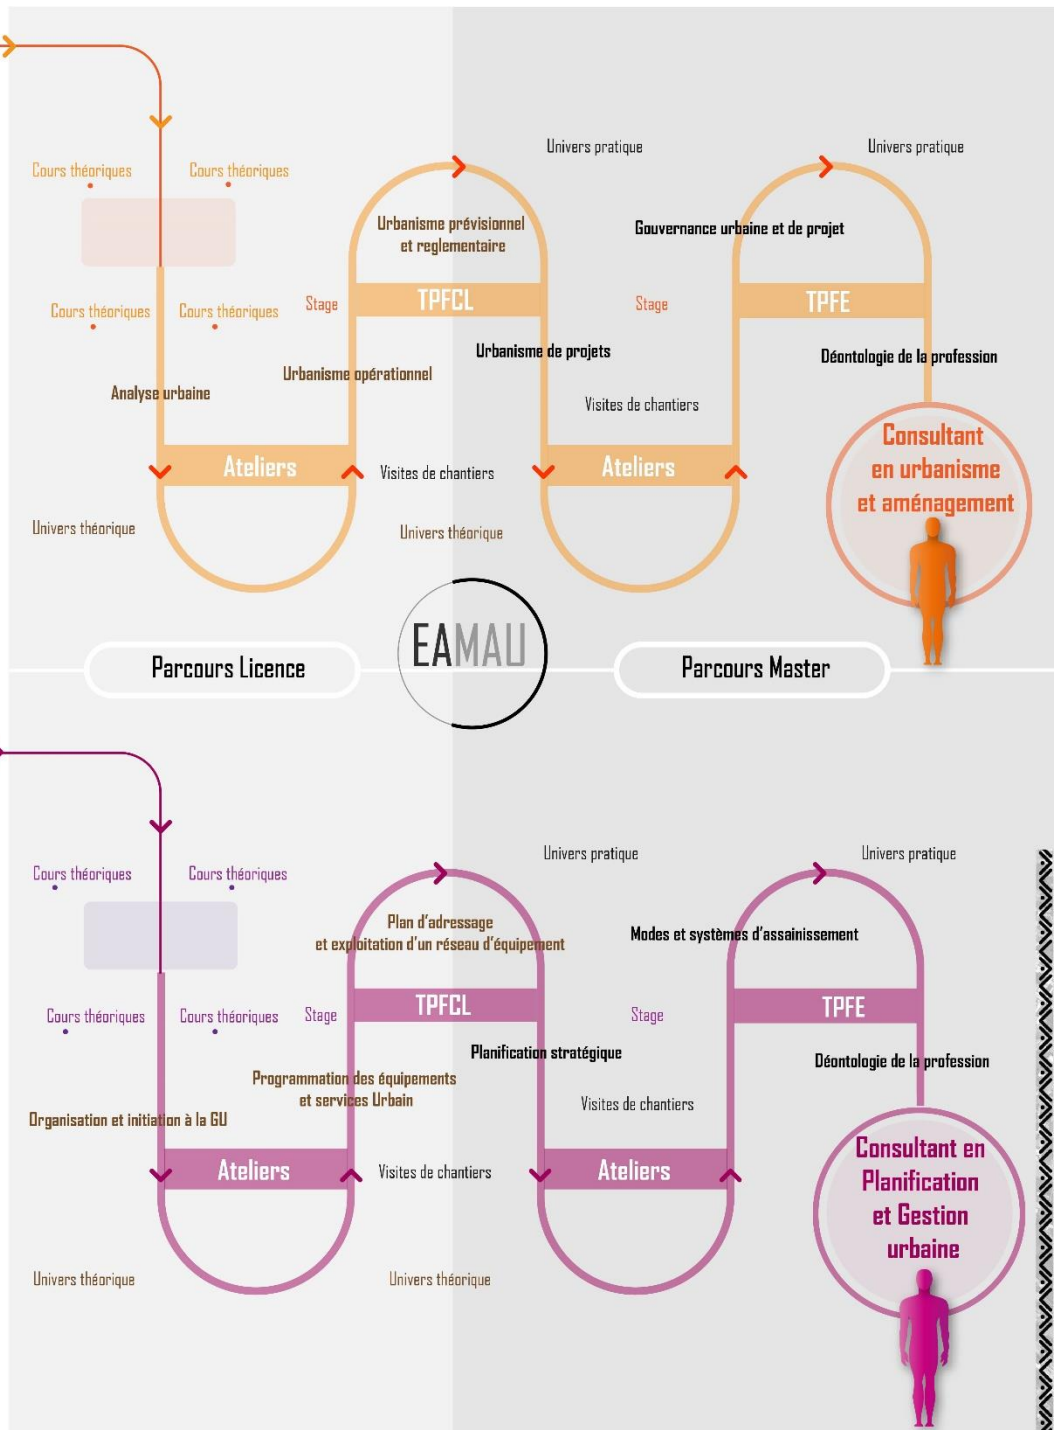 Univers pratique
Univers pratique
Cours théoriques
Cours théoriques
Urbanisme prévisionnel
et reglementaire
Gouvernance urbaine et de projet
Cours théoriques
Cours théoriques
Stage
TPFCL
Stage
TPFE
Urbanisme de projets
Déontologie de la profession
Urbanisme opérationnel
Analyse urbaine
Visites de chantiers
Consultant
en urbanisme
et aménagement
Ateliers
Visites de chantiers
Ateliers
Univers théorique
Univers théorique
EAMAU
Parcours Licence
Parcours Master
Univers pratique
Univers pratique
Cours théoriques
Cours théoriques
Plan d'adressage
et exploitation d'un réseau d'équipement
Modes et systèmes d'assainissement
Cours théoriques
Cours théoriques
Stage
TPFCL
Stage
TPFE
Planification stratégique
Déontologie de la profession
Programmation des équipements
et services Urbain
Visites de chantiers
Organisation et initiation à la GU
Consultant en
Planification
et Gestion
urbaine
Ateliers
Visites de chantiers
Ateliers
Univers théorique
Univers théorique